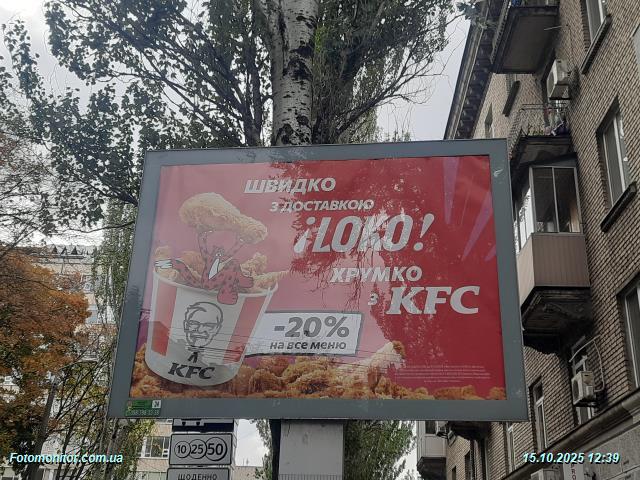 ШВИДКО
З ДОСТАВКОЮ
¡LOKO!
ХРУМКО
З KFC
-20%
НА ВСЕ МЕНЮ
KFC
10 25 50
ЩОДЕННО
Fotomonitor.com.ua
15.10.2025 12:39